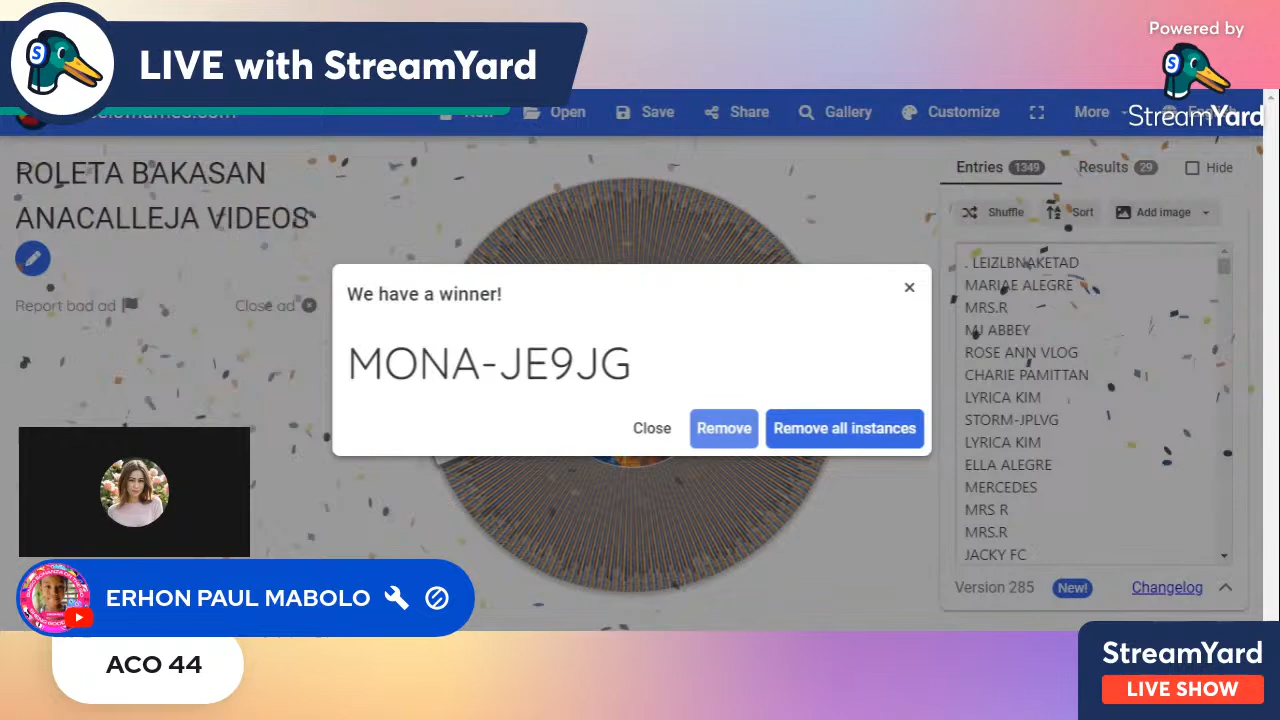 LIVE with StreamYard
Powered by
StreamYard
Open
Save
Share
Gallery
Customize
More
ROLETA BAKASAN
ANACALLEJA VIDEOS
Report bad ad
Close ad
Entries 1349
Results 29
Hide
Shuffle
Sort
Add image
. LEIZLBNAKETAD
MARIAE ALEGRE
MRS.R
MJ ABBEY
ROSE ANN VLOG
CHARIE PAMITTAN
LYRICA KIM
STORM-JPLVG
LYRICA KIM
ELLA ALEGRE
MERCEDES
MRS R
MRS.R
JACKY FC
Version 285
New!
Changelog
We have a winner!
MONA-JE9JG
Close
Remove
Remove all instances
ERHON PAUL MABOLO
ACO 44
StreamYard
LIVE SHOW